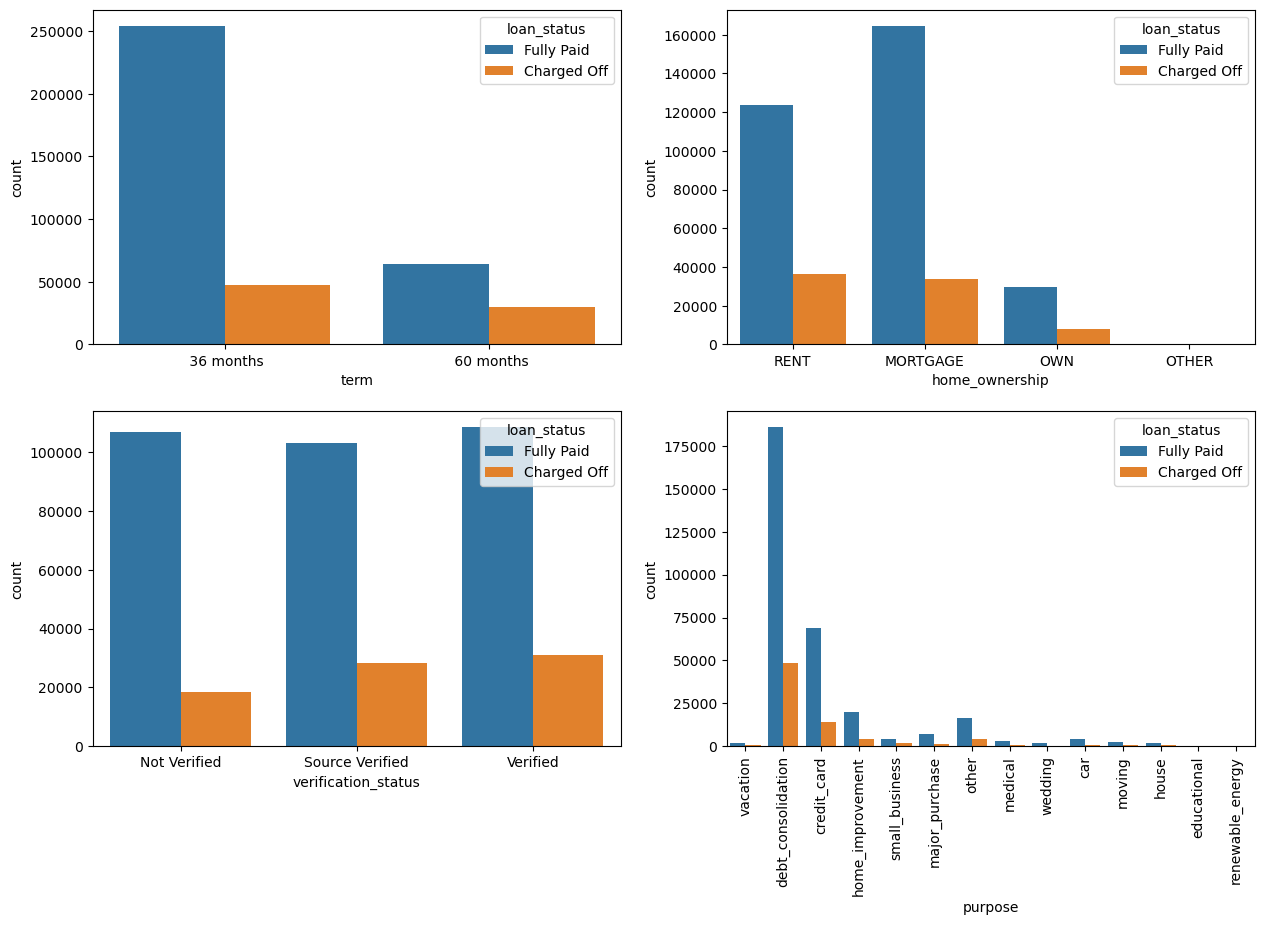 250000
200000
150000
100000
50000
0
count
36 months
60 months
term
loan_status
Fully Paid
Charged Off
160000
140000
120000
100000
80000
60000
40000
20000
0
count
RENT
MORTGAGE
OWN
OTHER
home_ownership
loan_status
Fully Paid
Charged Off
100000
80000
60000
40000
20000
0
count
Not Verified
Source Verified
Verified
verification_status
loan_status
Fully Paid
Charged Off
175000
150000
125000
100000
75000
50000
25000
0
count
vacation
debt_consolidation
credit_card
home_improvement
small_business
major_purchase
other
medical
wedding
car
moving
house
educational
renewable_energy
purpose
loan_status
Fully Paid
Charged Off